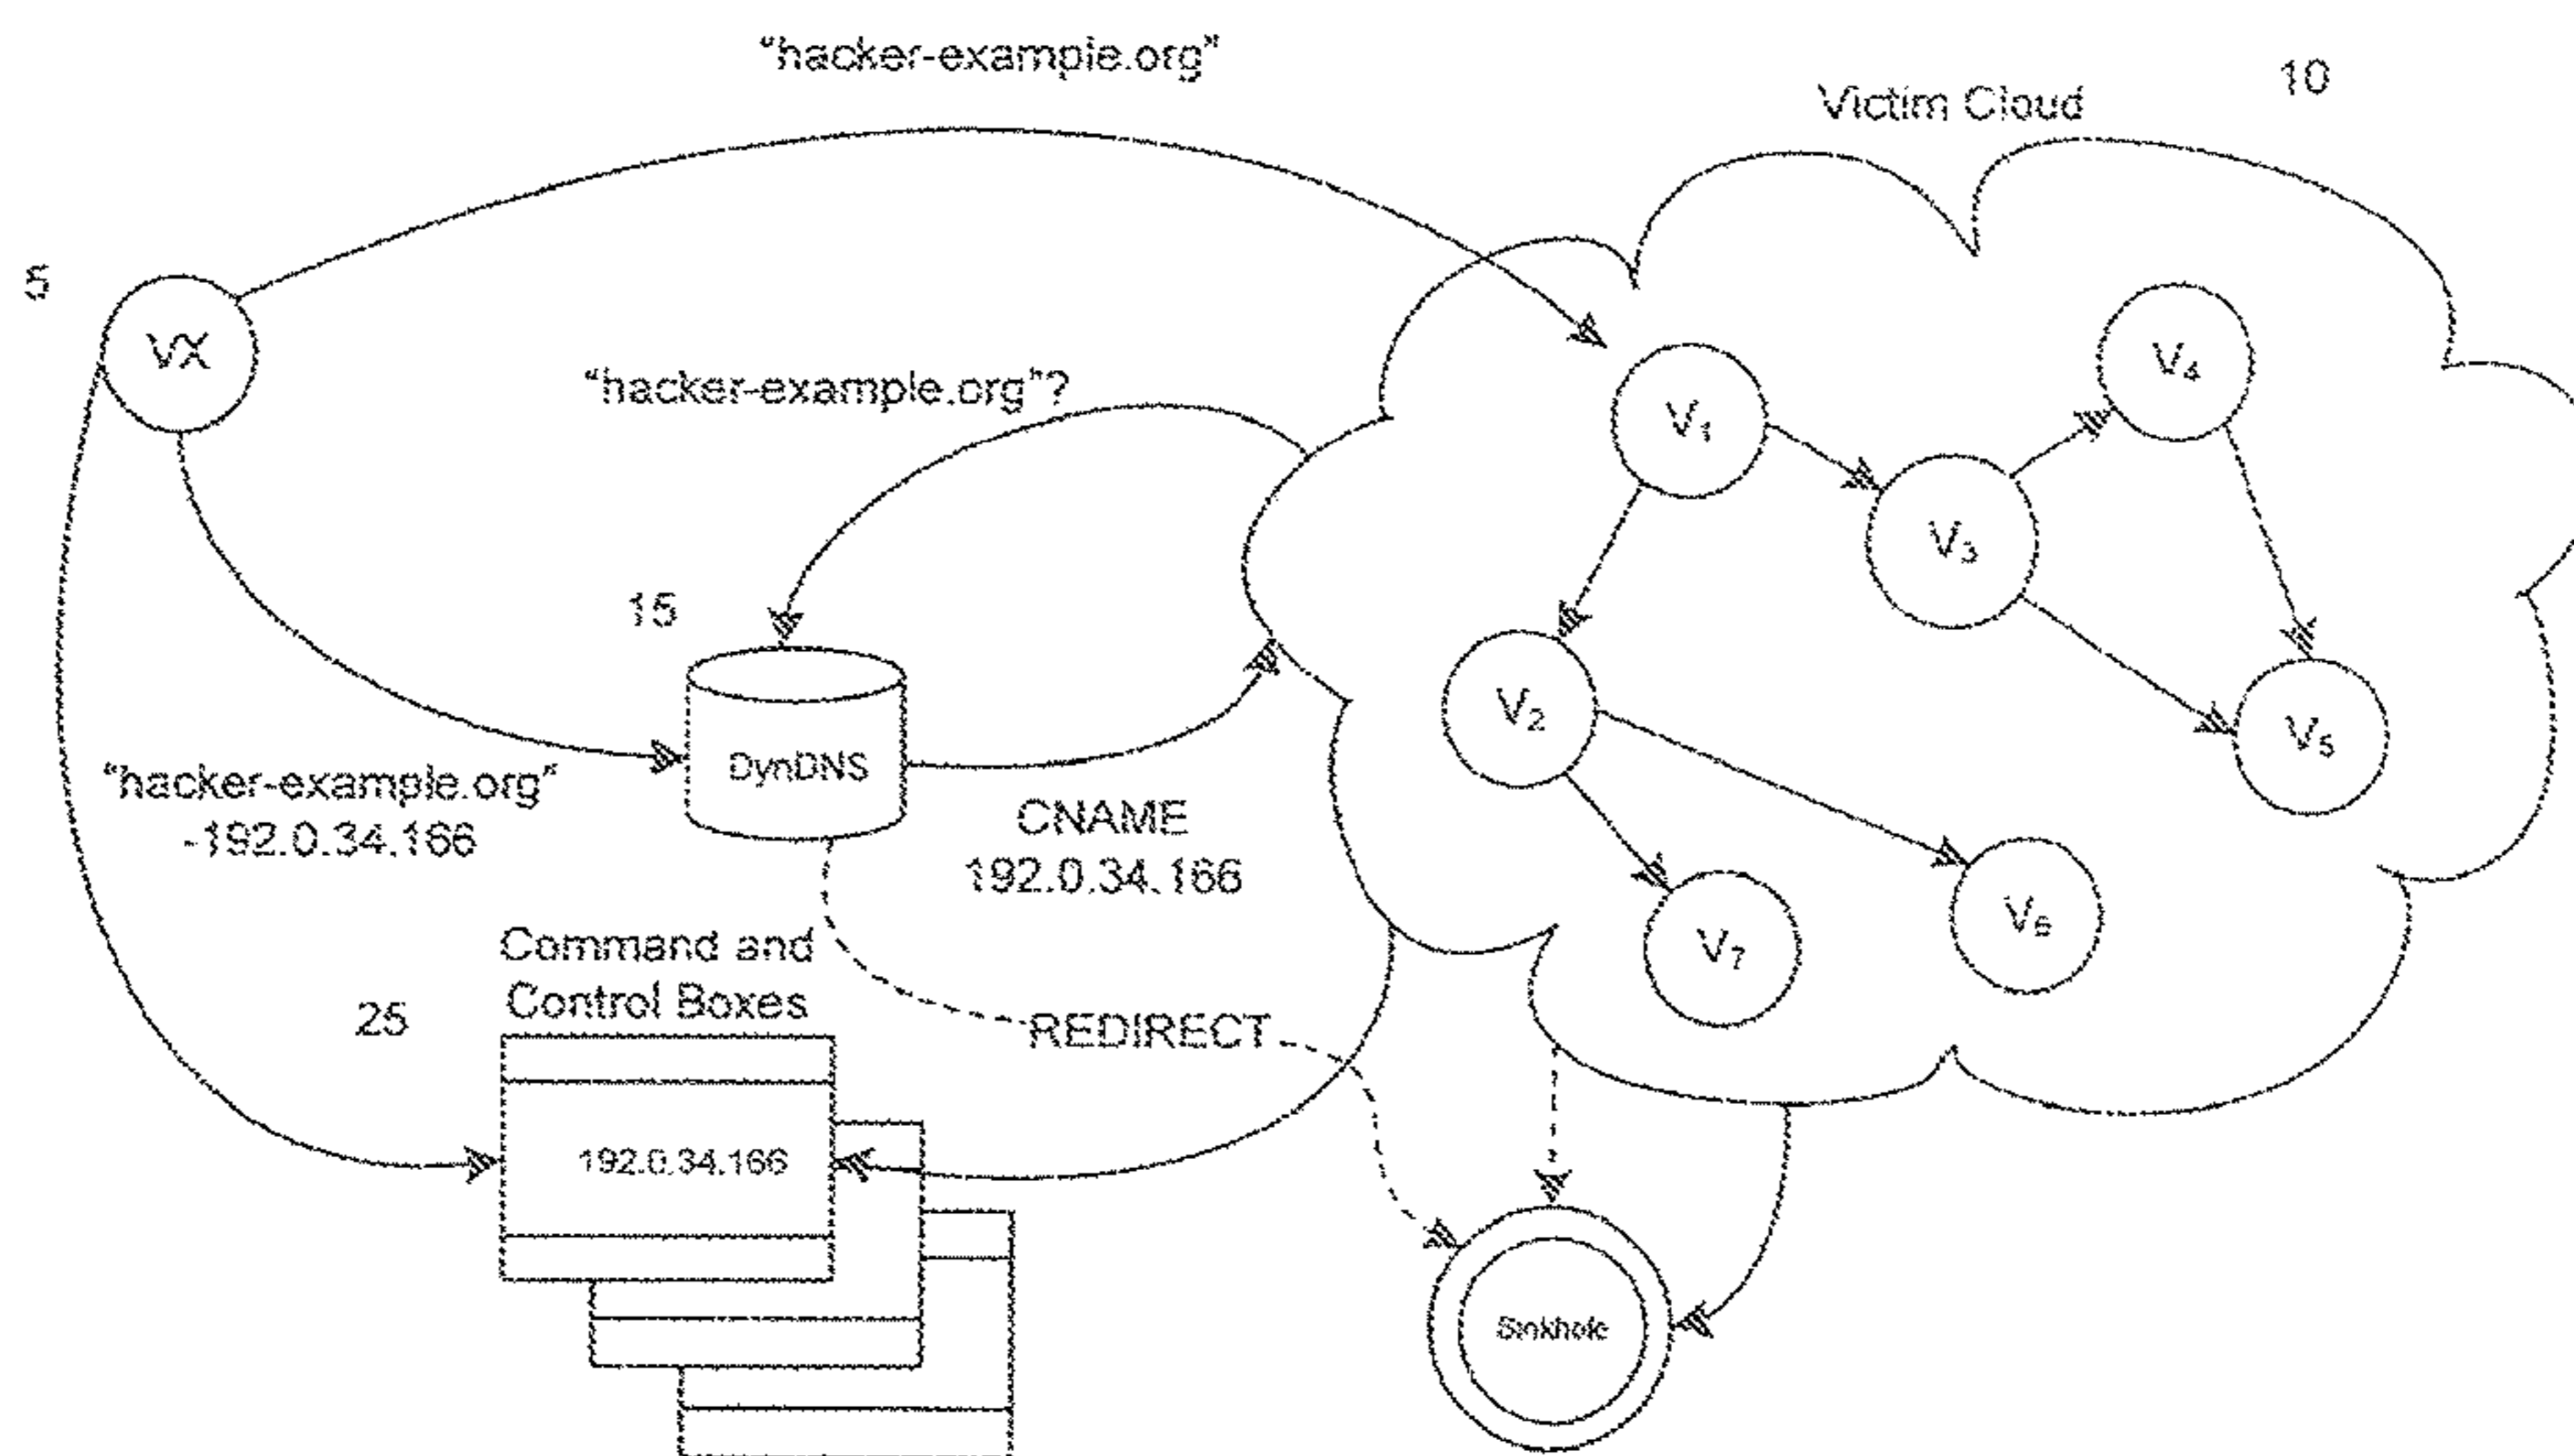 "hacker-example.org"
10
Victim Cloud
5
VX
"hacker-example.org"?
V₁
V₄
V₃
15
V₂
V₅
DynDNS
"hacker-example.org"
-192.0.34.166
CNAME
192.0.34.166
V₇
V₆
Command and
Control Boxes
25
REDIRECT
192.0.34.166
Sinkhole